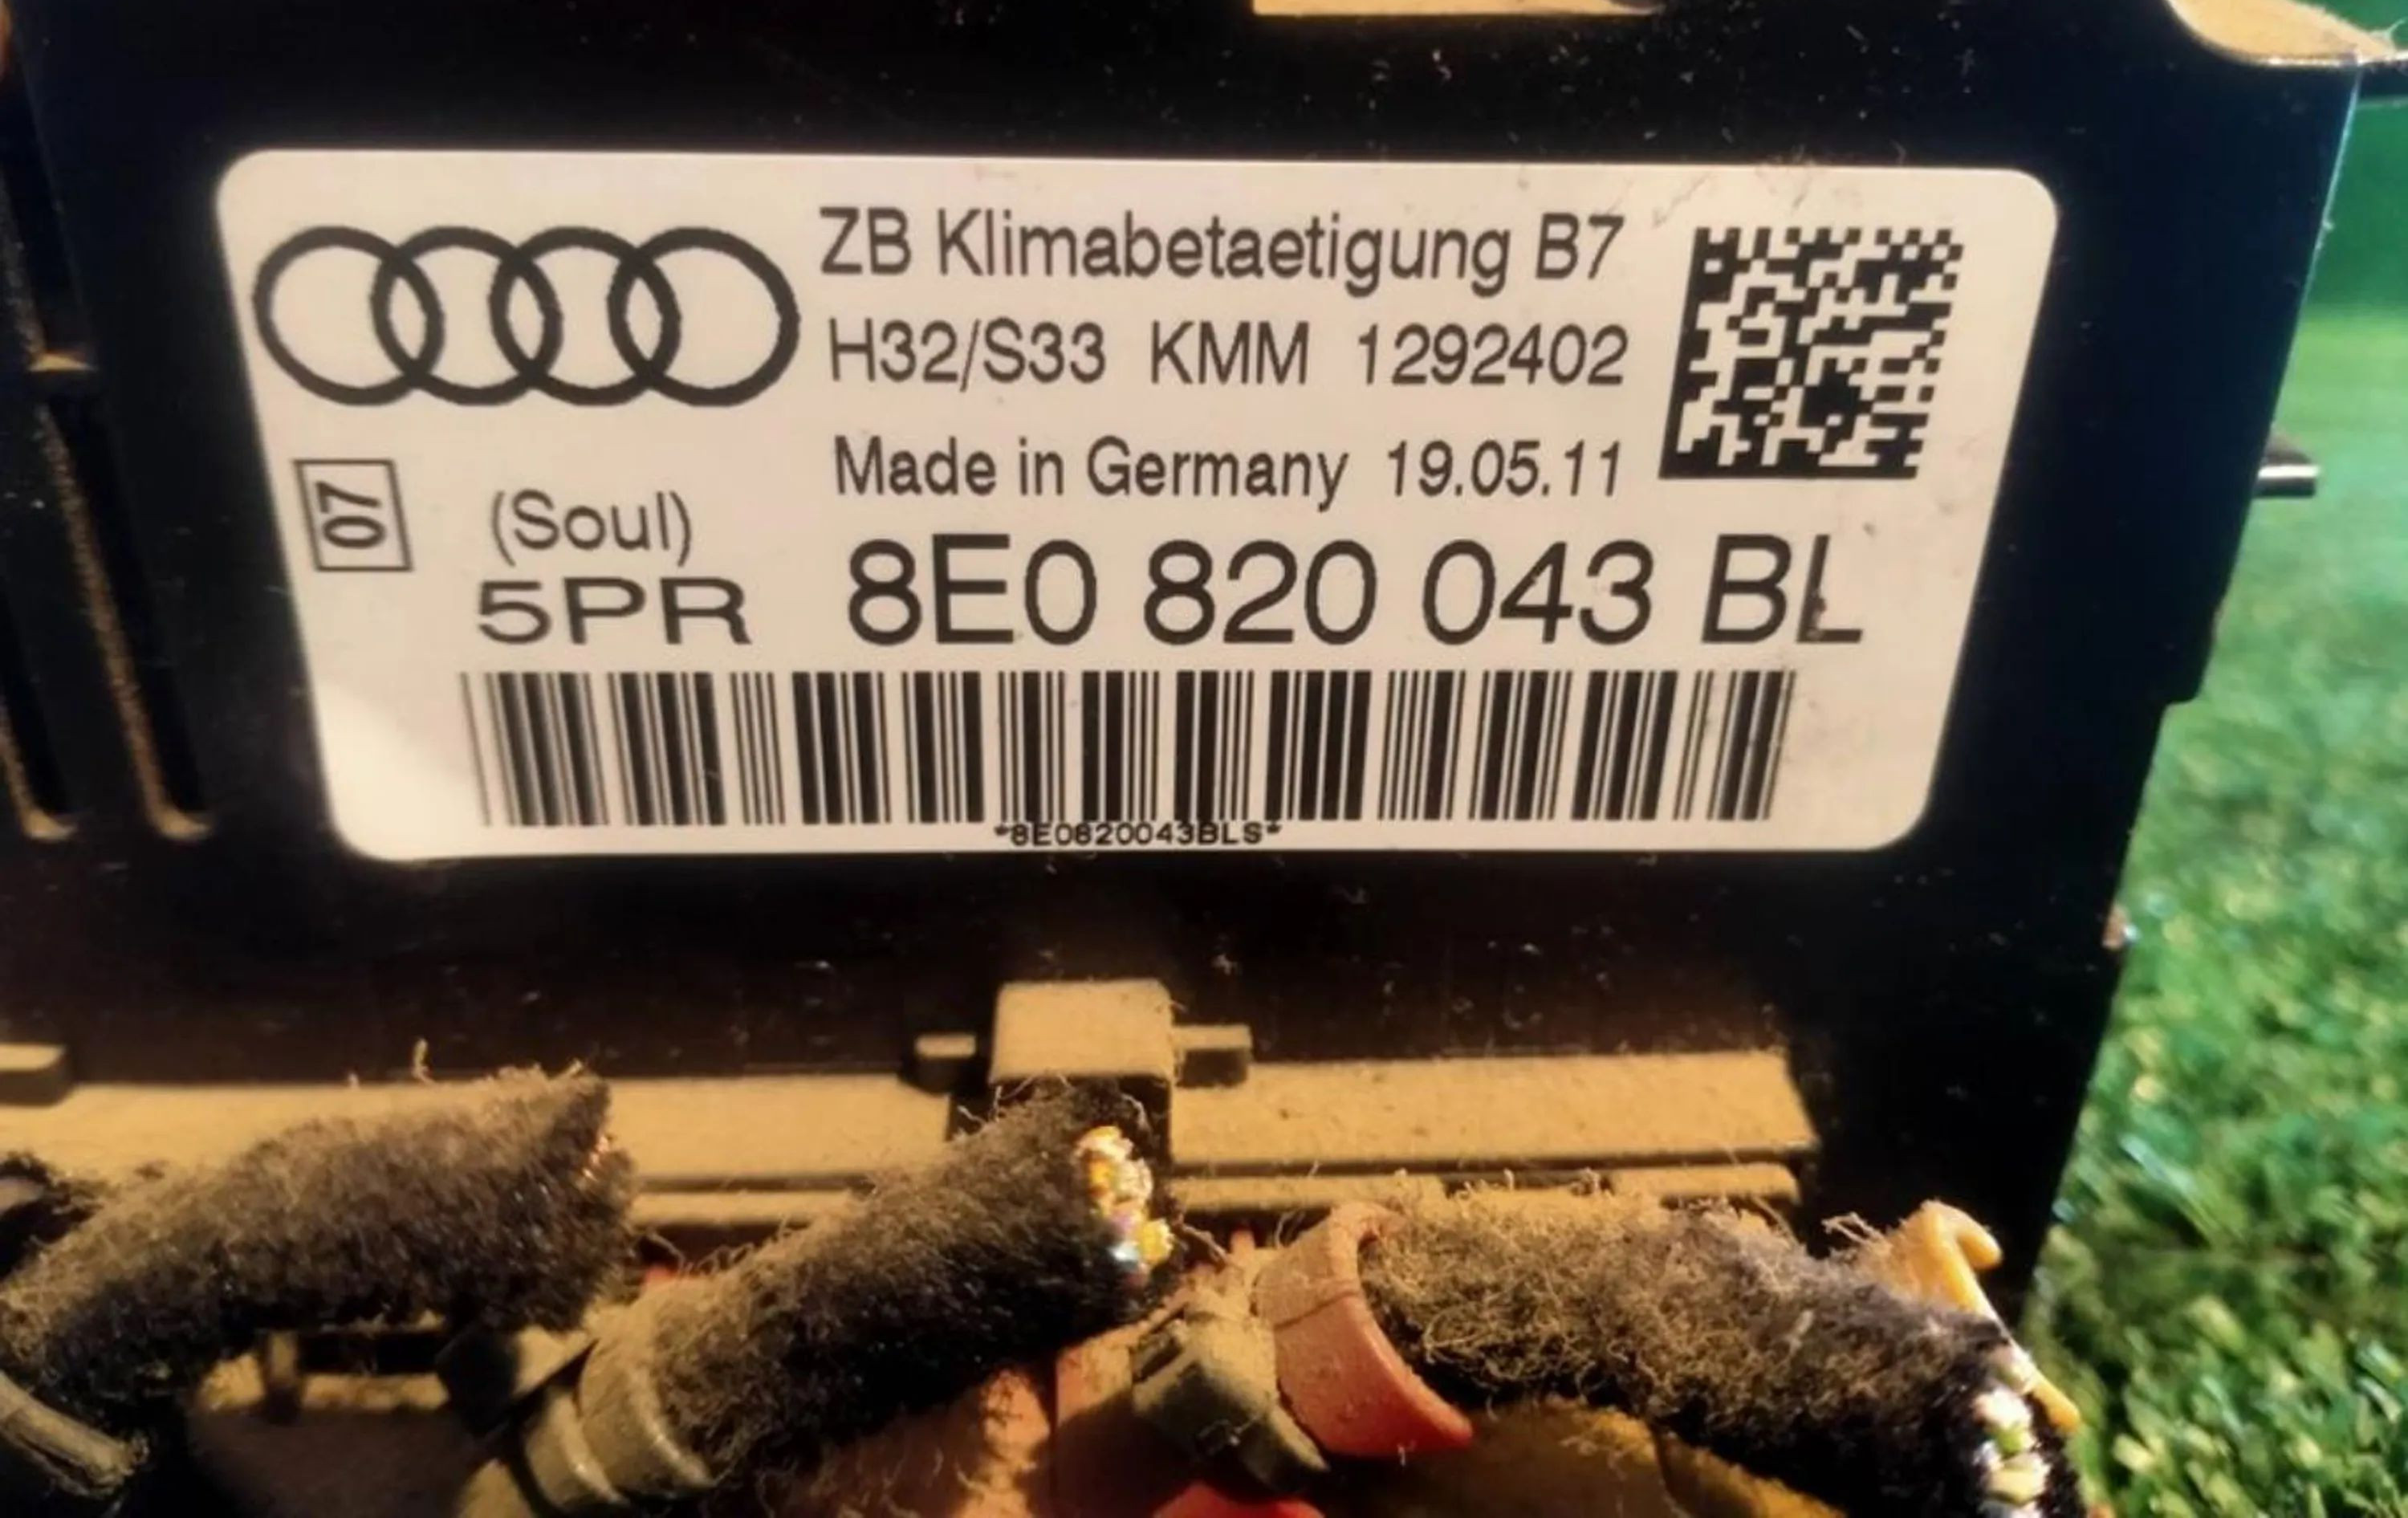 ZB Klimabetaetigung B7
H32/S33 KMM 1292402
Made in Germany 19.05.11
07
(Soul)
5PR 8E0 820 043 BL
*8E0820043BLS*